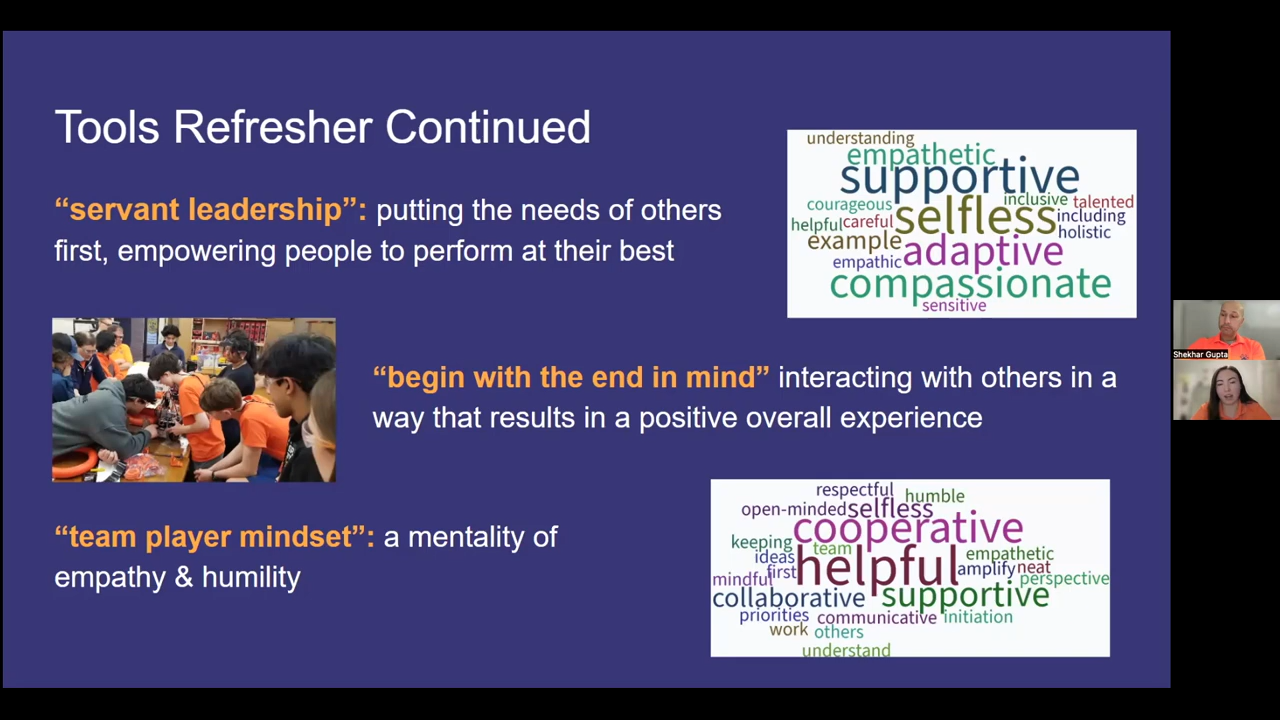 Tools Refresher Continued
“servant leadership”: putting the needs of others
first, empowering people to perform at their best
understanding
empathetic
supportive
courageous
inclusive
talented
selfless
helpful
careful
including
example
holistic
adaptive
empathic
compassionate
sensitive
“begin with the end in mind” interacting with others in a
way that results in a positive overall experience
“team player mindset”: a mentality of
empathy & humility
respectful
humble
open-minded
selfless
cooperative
keeping
team
ideas
helpful
empathetic
first
amplify
neat
mindful
perspective
collaborative
supportive
priorities
communicative
initiation
work
others
understand
Shekhar Gupta